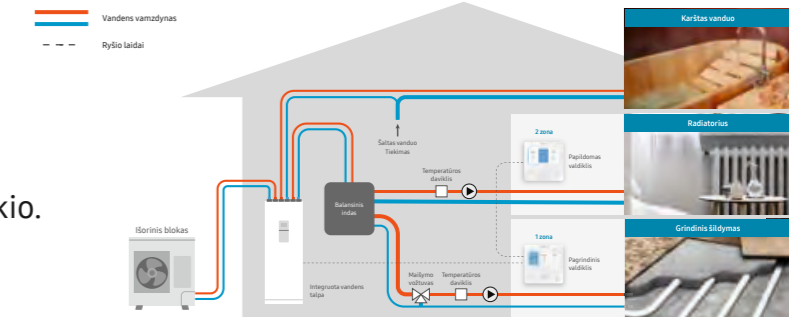 Vandens vamzdynas
Ryšio laidai
kio.
Karštas vanduo
Šaltas vanduo
Tiekimas
Radiatorius
2 zona
Papildomas
valdiklis
Temperatūros
daviklis
Balansinis
indas
Išorinis blokas
Grindinis šildymas
1 zona
Pagrindinis
valdiklis
Maišymo
vožtuvas
Temperatūros
daviklis
Integruota vandens
talpa